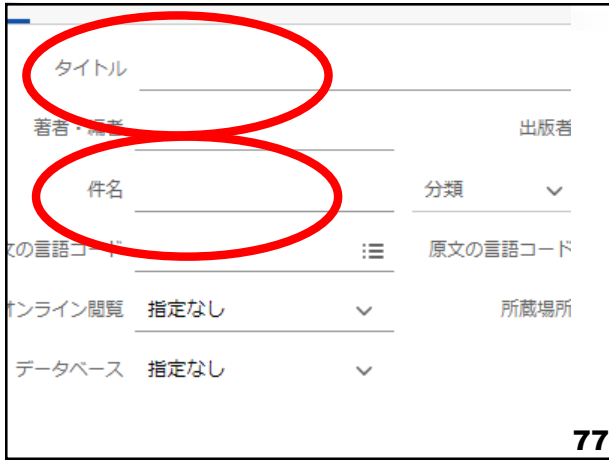 タイトル
著者・編者 出版者
件名 分類
文の言語コード 原文の言語コード
オンライン閲覧 指定なし 所蔵場所
データベース 指定なし
77